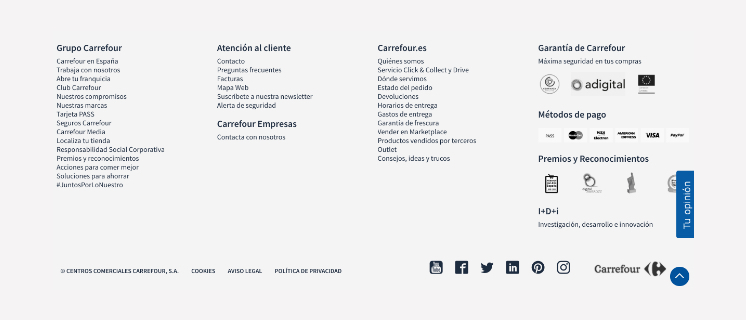 Grupo Carrefour
Carrefour en España
Trabaja con nosotros
Abre tu franquicia
Club Carrefour
Nuestros compromisos
Nuestras marcas
Tarjeta PASS
Seguros Carrefour
Carrefour Media
Localiza tu tienda
Responsabilidad Social Corporativa
Premios y reconocimientos
Acciones para comer mejor
Soluciones para ahorrar
#JuntosPorLoNuestro
Atención al cliente
Contacto
Preguntas frecuentes
Facturas
Mapa Web
Suscríbete a nuestra newsletter
Alerta de seguridad
Carrefour Empresas
Contacta con nosotros
Carrefour.es
Quiénes somos
Servicio Click & Collect y Drive
Dónde servimos
Estado del pedido
Devoluciones
Horarios de entrega
Gastos de entrega
Garantía de frescura
Vender en Marketplace
Productos vendidos por terceros
Outlet
Consejos, ideas y trucos
Garantía de Carrefour
Máxima seguridad en tus compras
adigital
Métodos de pago
PASS
AMERICAN EXPRESS
VISA
PayPal
Premios y Reconocimientos
I+D+i
Investigación, desarrollo e innovación
Tu opinión
© CENTROS COMERCIALES CARREFOUR, S.A.
COOKIES
AVISO LEGAL
POLÍTICA DE PRIVACIDAD
Carrefour